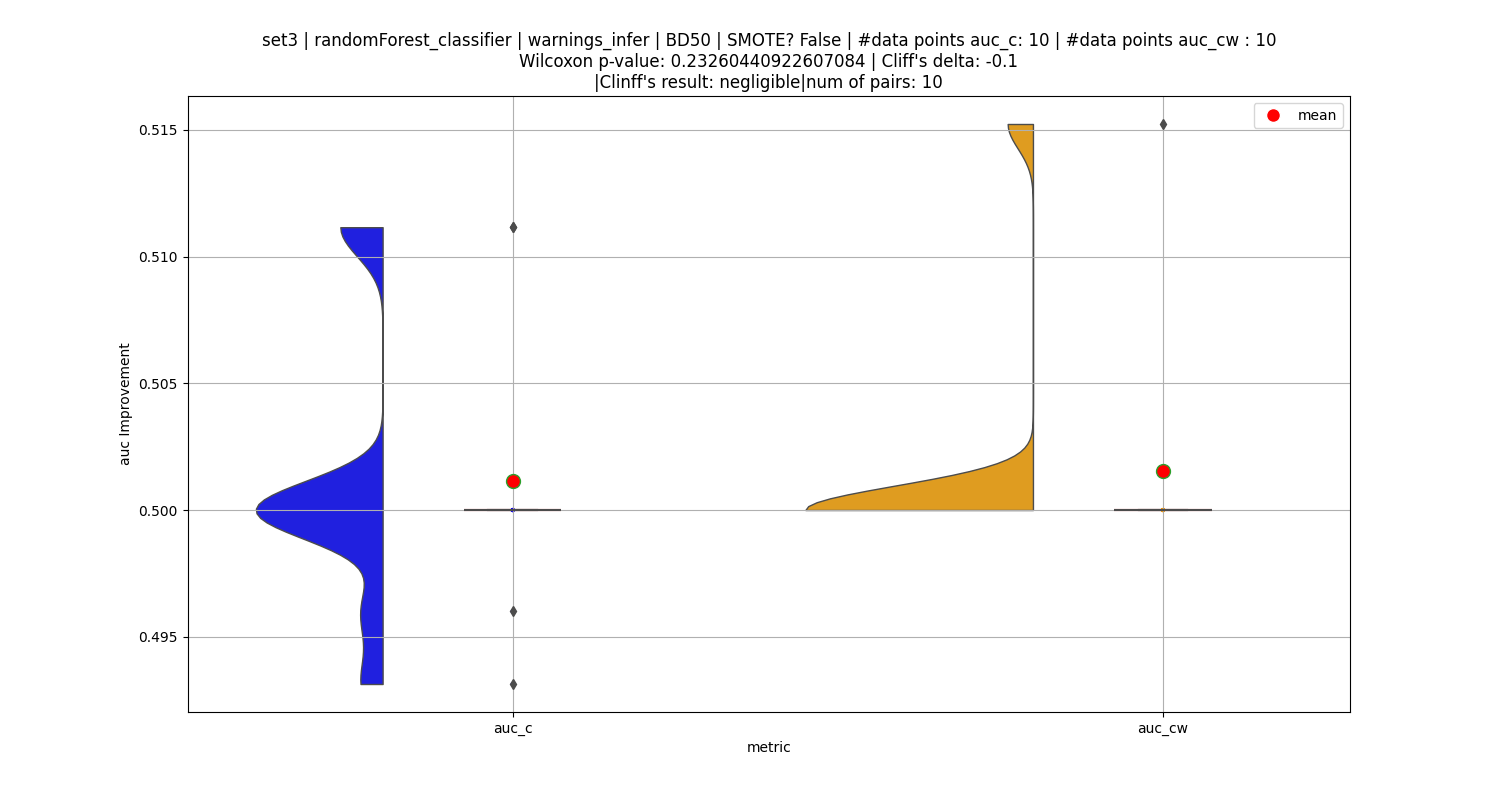 set3 | randomForest_classifier | warnings_infer | BD50 | SMOTE? False | #data points auc_c: 10 | #data points auc_cw : 10
Wilcoxon p-value: 0.23260440922607084 | Cliff's delta: -0.1
|Clinff's result: negligible|num of pairs: 10
mean
0.515
0.510
0.505
0.500
0.495
auc Improvement
auc_c
auc_cw
metric